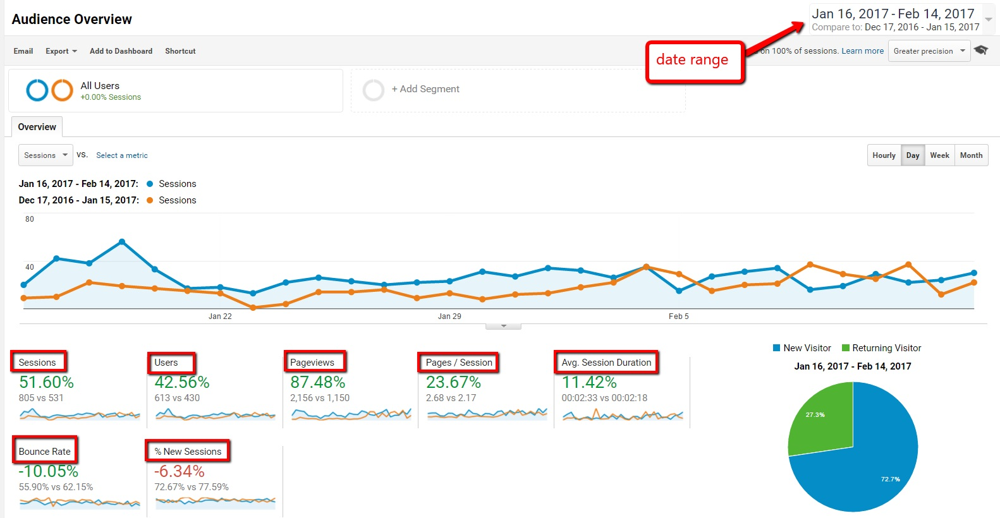 Audience Overview
Jan 16, 2017 - Feb 14, 2017
Compare to: Dec 17, 2016 - Jan 15, 2017
Email
Export
Add to Dashboard
Shortcut
date range
on 100% of sessions. Learn more
Greater precision
All Users
+0.00% Sessions
+ Add Segment
Overview
Sessions
vs.
Select a metric
Hourly
Day
Week
Month
Jan 16, 2017 - Feb 14, 2017: Sessions
Dec 17, 2016 - Jan 15, 2017: Sessions
80
40
Jan 22
Jan 29
Feb 5
Sessions
51.60%
805 vs 531
Users
42.56%
613 vs 430
Pageviews
87.48%
2,156 vs 1,150
Pages / Session
23.67%
2.68 vs 2.17
Avg. Session Duration
11.42%
00:02:33 vs 00:02:18
Bounce Rate
-10.05%
55.90% vs 62.15%
% New Sessions
-6.34%
72.67% vs 77.59%
New Visitor
Returning Visitor
Jan 16, 2017 - Feb 14, 2017
27.3%
72.7%